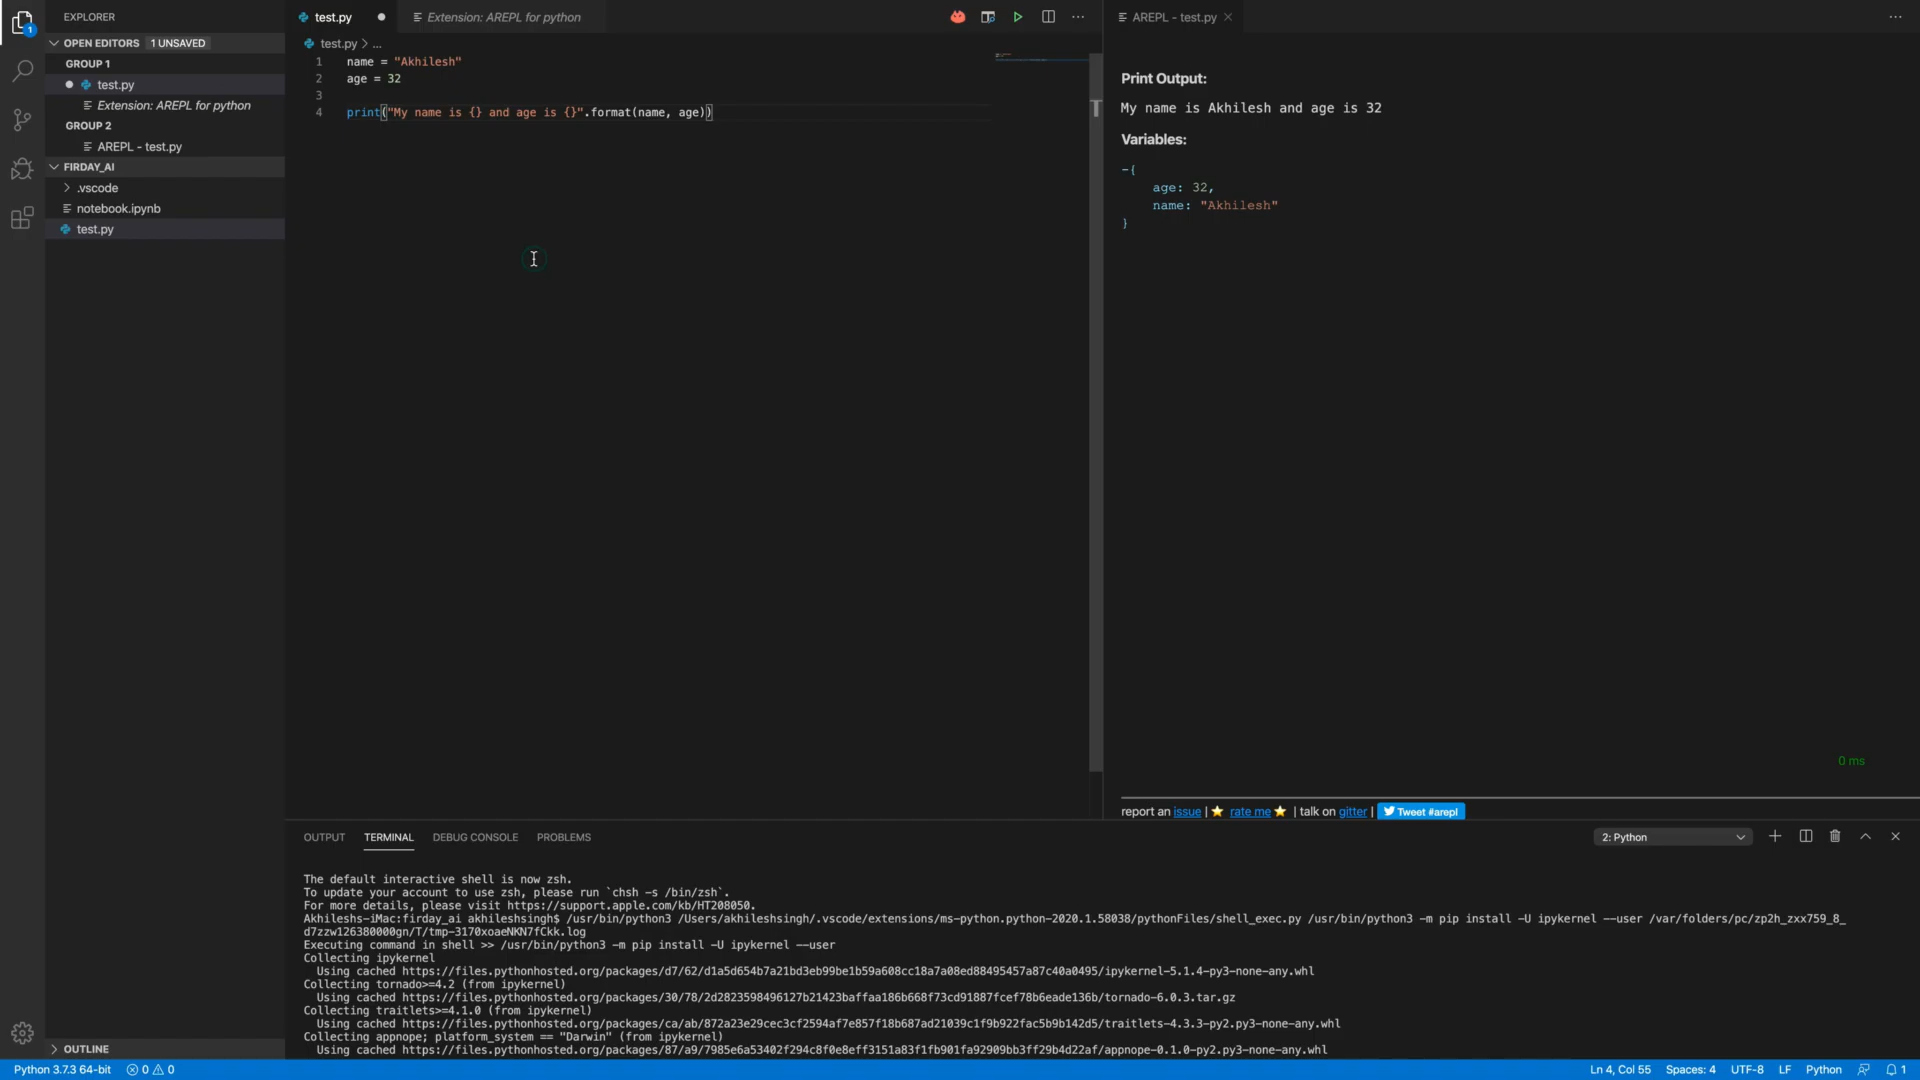 EXPLORER
OPEN EDITORS 1 UNSAVED
GROUP 1
test.py
Extension: AREPL for python
GROUP 2
AREPL - test.py
FIRDAY_AI
.vscode
notebook.ipynb
test.py
OUTLINE
test.py
Extension: AREPL for python
test.py > ...
1 name = "Akhilesh"
2 age = 32
3
4 print("My name is {} and age is {}".format(name, age))
AREPL - test.py
Print Output:
My name is Akhilesh and age is 32
Variables:
-{
age: 32,
name: "Akhilesh"
}
0 ms
report an issue | rate me | talk on gitter | Tweet #arepl
OUTPUT TERMINAL DEBUG CONSOLE PROBLEMS
2: Python
The default interactive shell is now zsh.
To update your account to use zsh, please run `chsh -s /bin/zsh`.
For more details, please visit https://support.apple.com/kb/HT208050.
Akhileshs-iMac:firday_ai akhileshsingh$ /usr/bin/python3 /Users/akhileshsingh/.vscode/extensions/ms-python.python-2020.1.58038/pythonFiles/shell_exec.py /usr/bin/python3 -m pip install -U ipykernel --user /var/folders/pc/zp2h_zxx759_8_
d7zzw126380000gn/T/tmp-3170xoaeNKN7fCkk.log
Executing command in shell >> /usr/bin/python3 -m pip install -U ipykernel --user
Collecting ipykernel
Using cached https://files.pythonhosted.org/packages/d7/62/d1a5d654b7a21bd3eb99be1b59a608cc18a7a08ed88495457a87c40a0495/ipykernel-5.1.4-py3-none-any.whl
Collecting tornado>=4.2 (from ipykernel)
Using cached https://files.pythonhosted.org/packages/30/78/2d2823598496127b21423baffaa186b668f73cd91887fcef78b6eade136b/tornado-6.0.3.tar.gz
Collecting traitlets>=4.1.0 (from ipykernel)
Using cached https://files.pythonhosted.org/packages/ca/ab/872a23e29cec3cf2594af7e857f18b687ad21039c1f9b922fac5b9b142d5/traitlets-4.3.3-py2.py3-none-any.whl
Collecting appnope; platform_system == "Darwin" (from ipykernel)
Using cached https://files.pythonhosted.org/packages/87/a9/7985e6a53402f294c8f0e8eff3151a83f1fb901fa92909bb3ff29b4d22af/appnope-0.1.0-py2.py3-none-any.whl
Python 3.7.3 64-bit 0 0 Ln 4, Col 55 Spaces: 4 UTF-8 LF Python 1